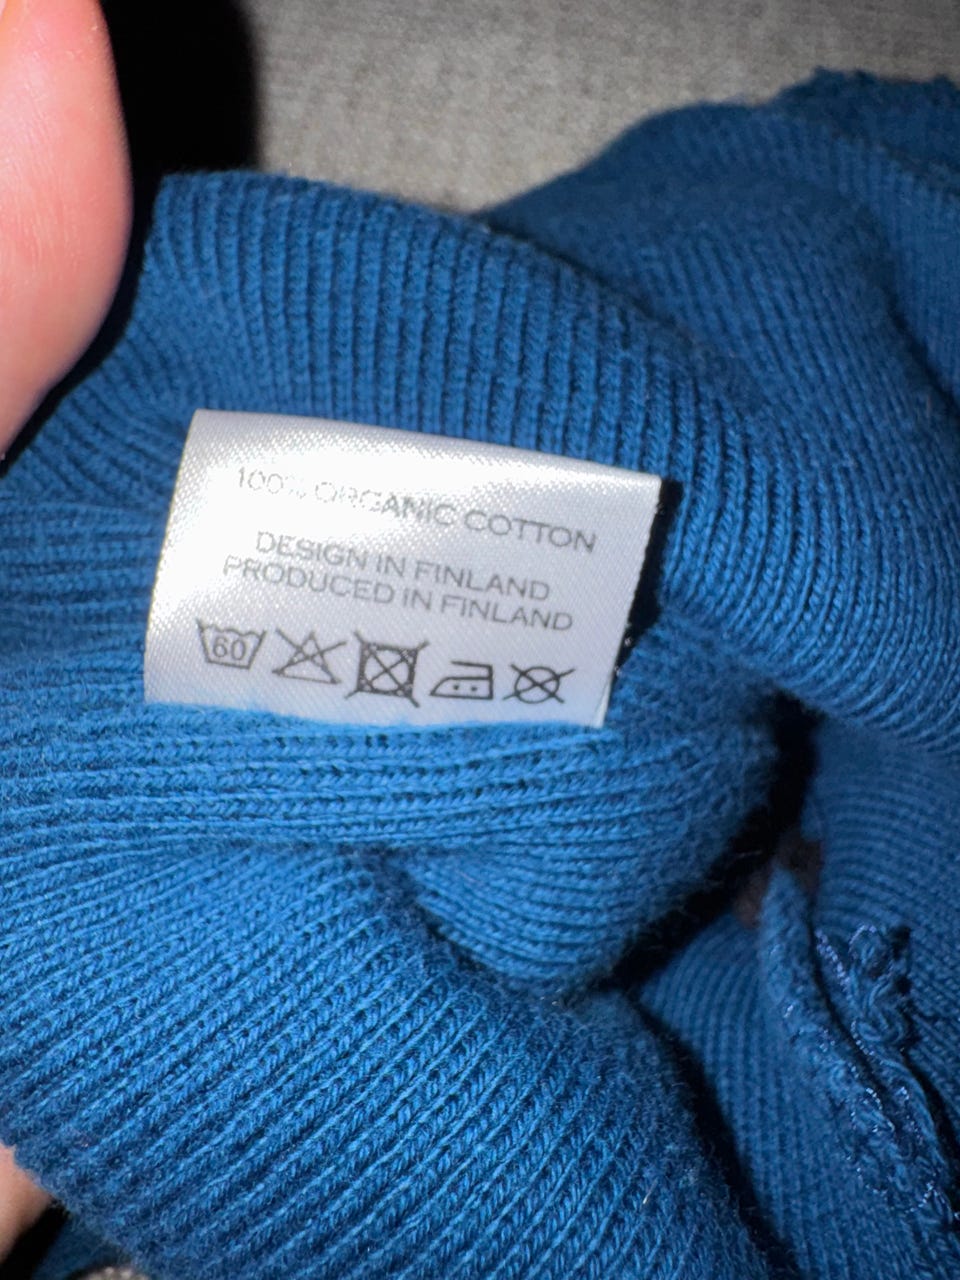 100% ORGANIC COTTON
DESIGN IN FINLAND
PRODUCED IN FINLAND
60